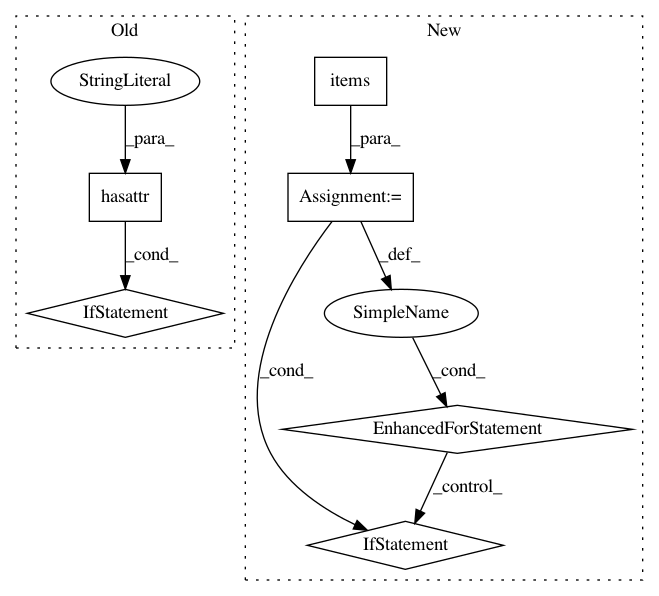 Old
New
StringLiteral
items
_para_
_para_
hasattr
Assignment:=
_cond_
_def_
IfStatement
SimpleName
_cond_
_cond_
EnhancedForStatement
_control_
IfStatement